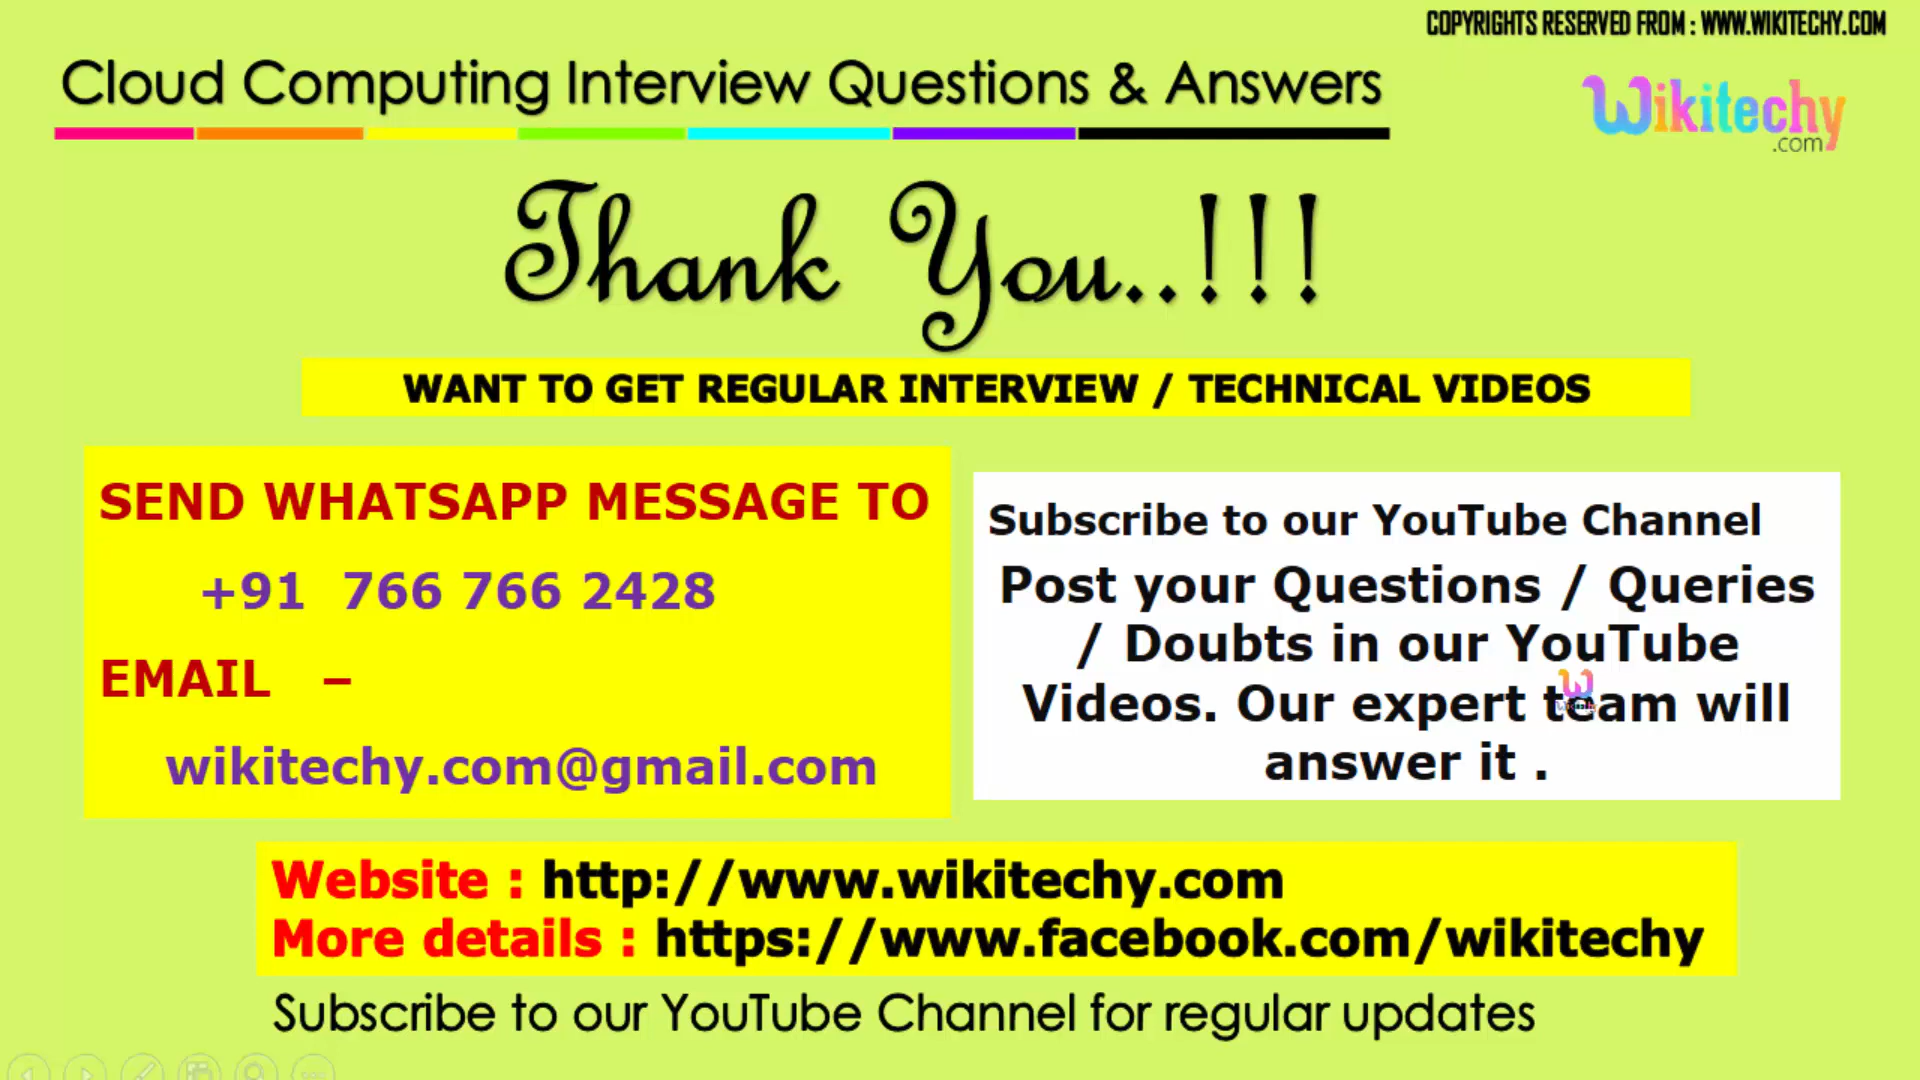 COPYRIGHTS RESERVED FROM : WWW.WIKITECHY.COM
Cloud Computing Interview Questions & Answers
Wikitechy
.com
Thank You..!!!
WANT TO GET REGULAR INTERVIEW / TECHNICAL VIDEOS
SEND WHATSAPP MESSAGE TO
+91 766 766 2428
EMAIL –
wikitechy.com@gmail.com
Subscribe to our YouTube Channel
Post your Questions / Queries
/ Doubts in our YouTube
Videos. Our expert team will
answer it .
Website : http://www.wikitechy.com
More details : https://www.facebook.com/wikitechy
Subscribe to our YouTube Channel for regular updates